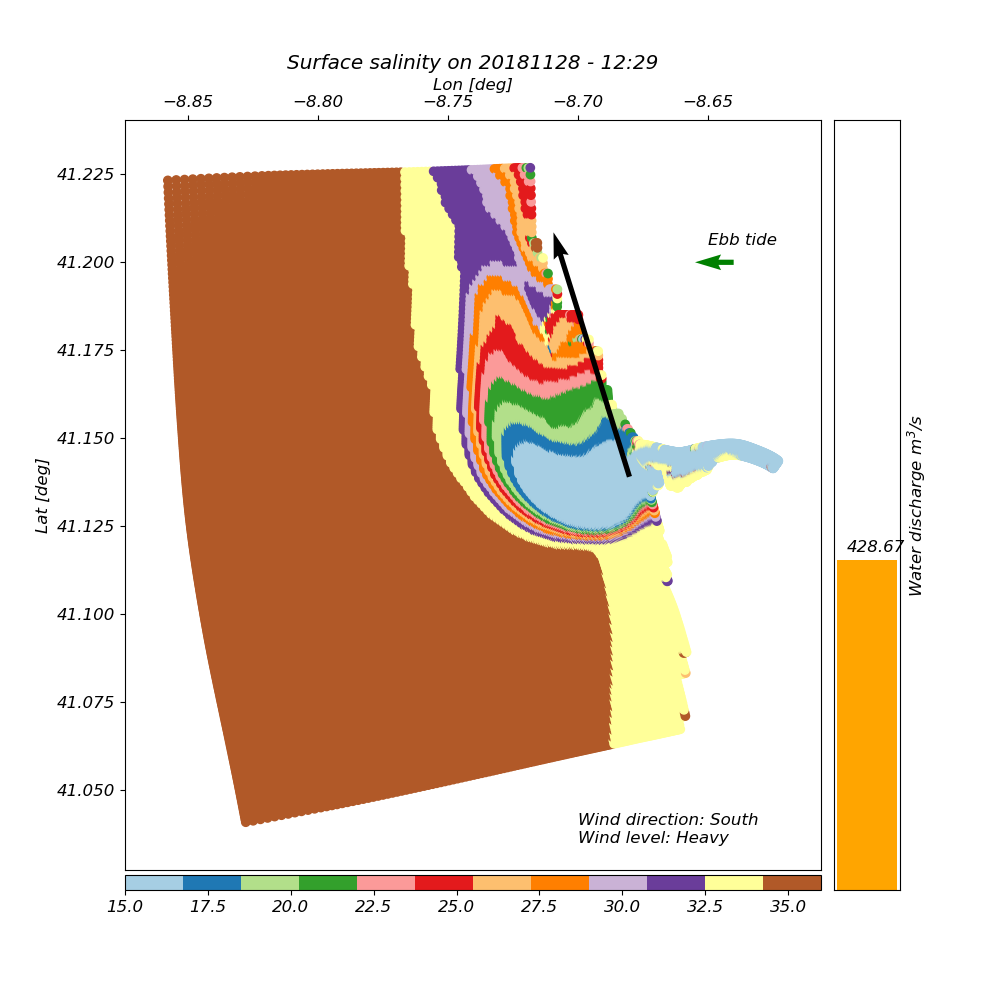 Surface salinity on 20181128 - 12:29
Lon [deg]
−8.85 −8.80 −8.75 −8.70 −8.65
41.225
Ebb tide
41.200
41.175
41.150
Lat [deg]
41.125
41.100
41.075
41.050
Wind direction: South
Wind level: Heavy
15.0 17.5 20.0 22.5 25.0 27.5 30.0 32.5 35.0
428.67
Water discharge m³/s